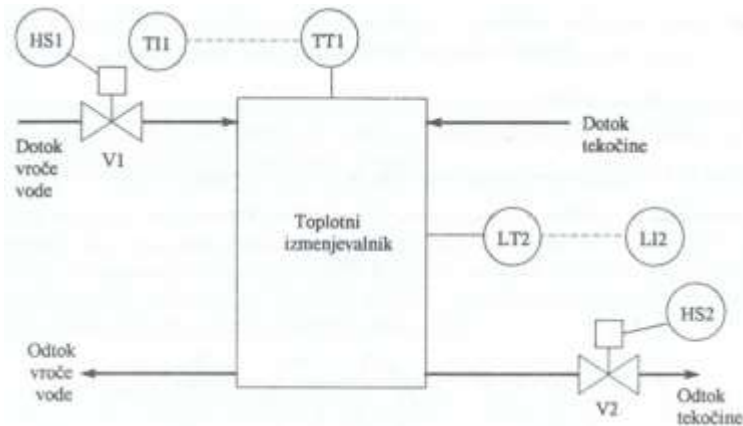 HS1
TI1
TT1
V1
Dotok
vroče
vode
Dotok
tekočine
Toplotni
izmenjevalnik
LT2
LI2
HS2
Odtok
vroče
vode
V2
Odtok
tekočine